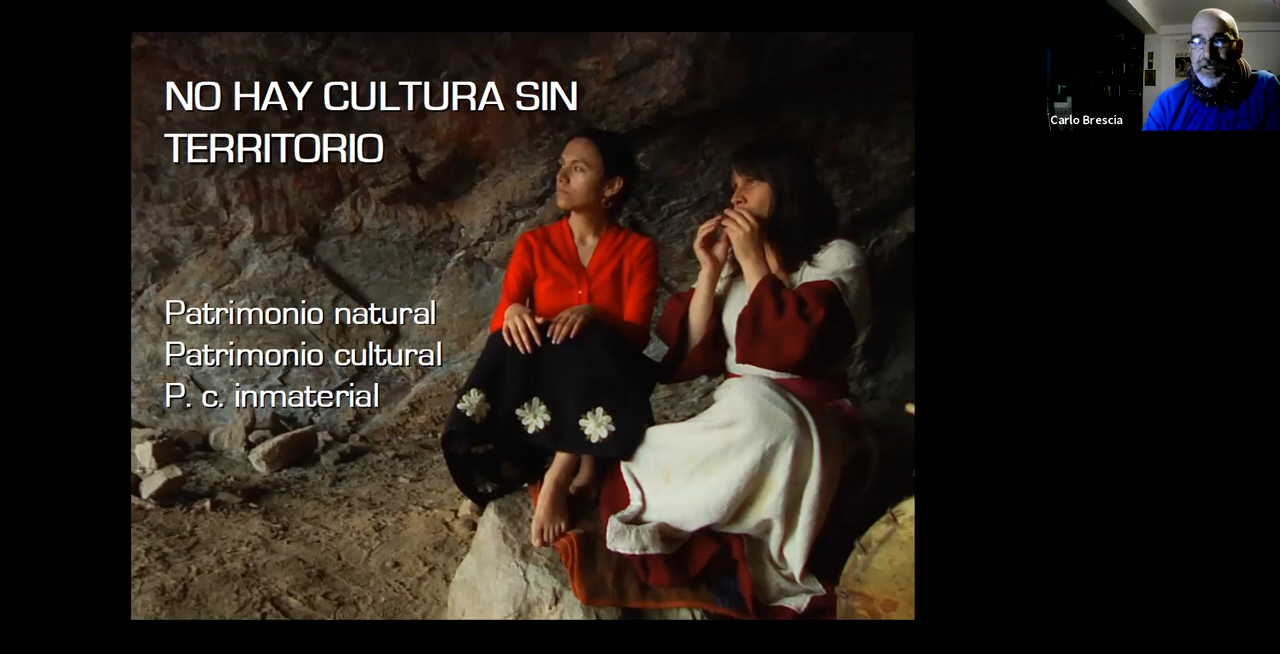 NO HAY CULTURA SIN
TERRITORIO
Patrimonio natural
Patrimonio cultural
P. c. inmaterial
Carlo Brescia